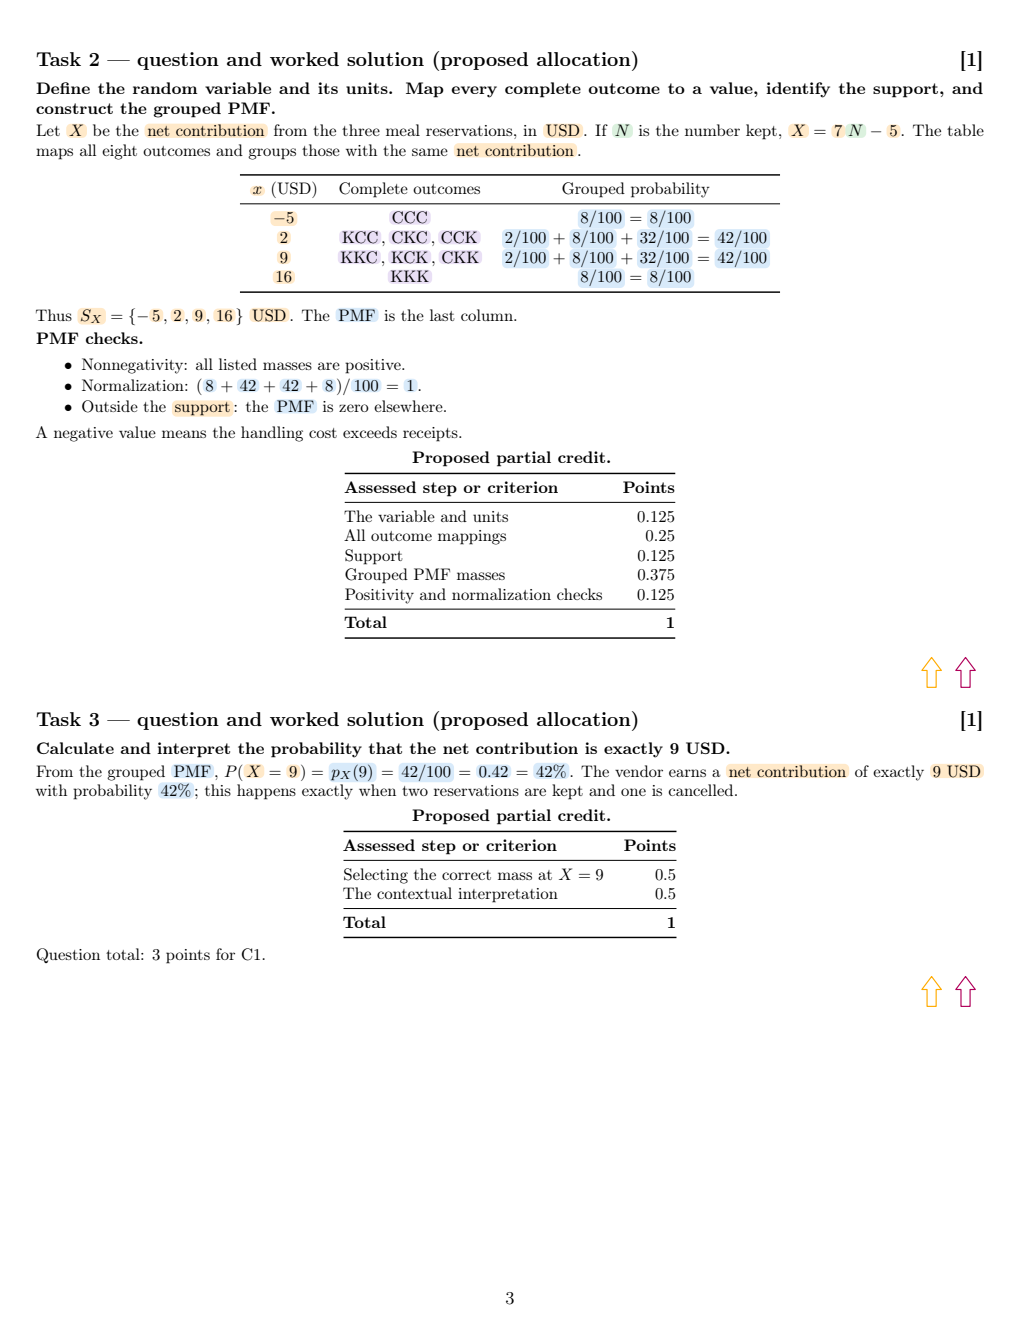 Task 2 — question and worked solution (proposed allocation) [1]
Define the random variable and its units. Map every complete outcome to a value, identify the support, and
construct the grouped PMF.
Let X be the net contribution from the three meal reservations, in USD. If N is the number kept, X = 7N − 5. The table
maps all eight outcomes and groups those with the same net contribution.
x (USD) Complete outcomes Grouped probability
−5 CCC 8/100 = 8/100
2 KCC, CKC, CCK 2/100 + 8/100 + 32/100 = 42/100
9 KKC, KCK, CKK 2/100 + 8/100 + 32/100 = 42/100
16 KKK 8/100 = 8/100
Thus S_X = {−5, 2, 9, 16} USD. The PMF is the last column.
PMF checks.
• Nonnegativity: all listed masses are positive.
• Normalization: (8 + 42 + 42 + 8)/100 = 1.
• Outside the support: the PMF is zero elsewhere.
A negative value means the handling cost exceeds receipts.
Proposed partial credit.
Assessed step or criterion Points
The variable and units 0.125
All outcome mappings 0.25
Support 0.125
Grouped PMF masses 0.375
Positivity and normalization checks 0.125
Total 1
Task 3 — question and worked solution (proposed allocation) [1]
Calculate and interpret the probability that the net contribution is exactly 9 USD.
From the grouped PMF, P(X = 9) = p_X(9) = 42/100 = 0.42 = 42%. The vendor earns a net contribution of exactly 9 USD
with probability 42%; this happens exactly when two reservations are kept and one is cancelled.
Proposed partial credit.
Assessed step or criterion Points
Selecting the correct mass at X = 9 0.5
The contextual interpretation 0.5
Total 1
Question total: 3 points for C1.
3